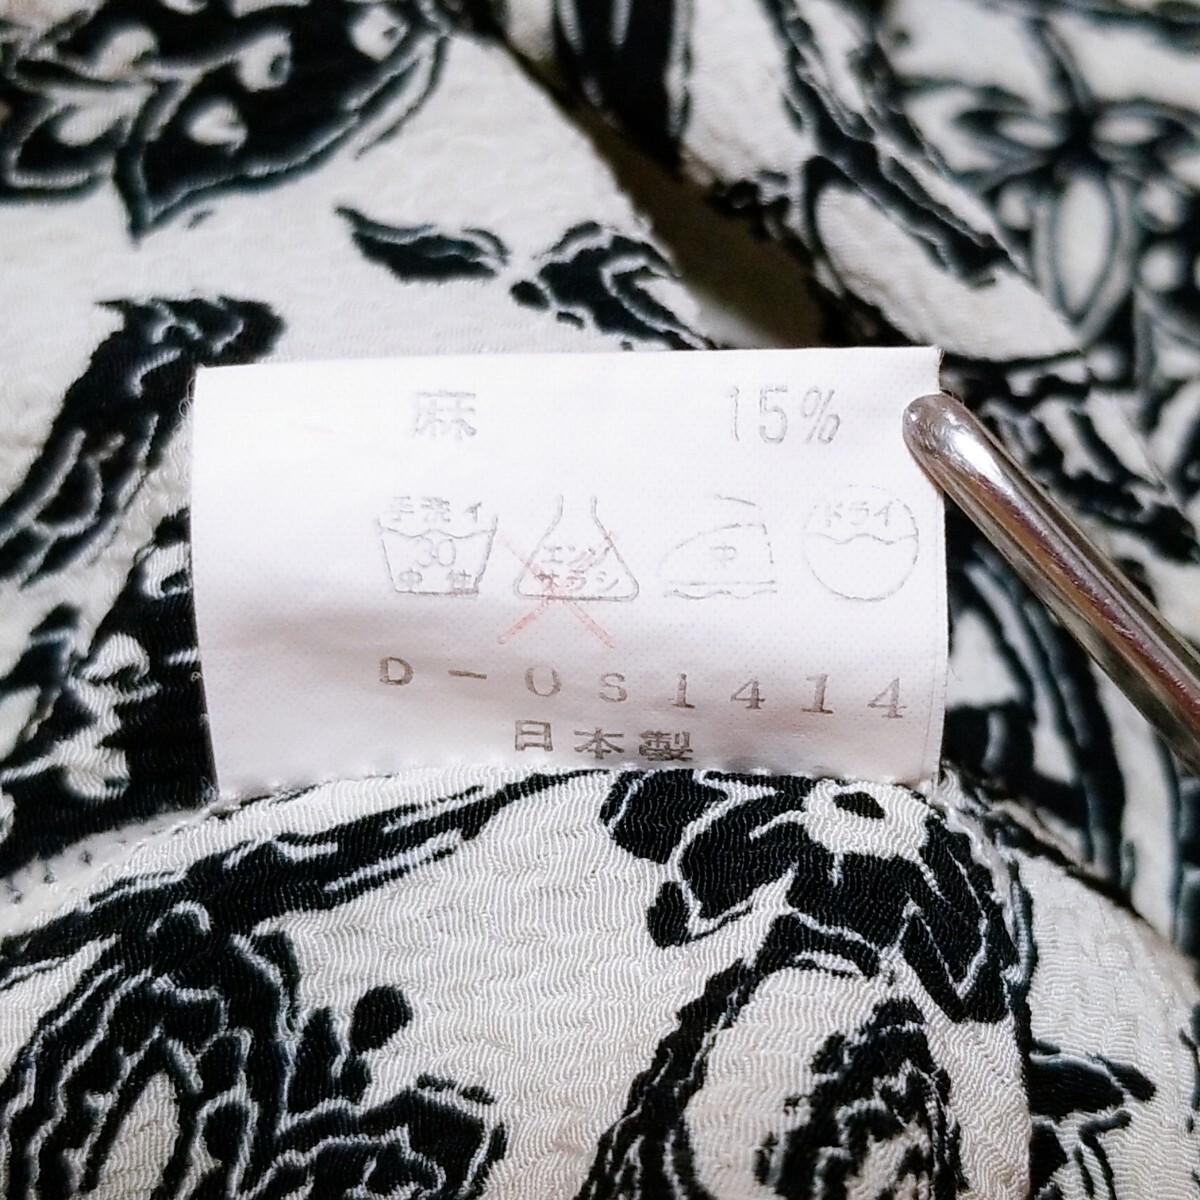 麻 15%
手洗イ 30 中性 エンソサラシ 中 ドライ
D-OS1414
日本製